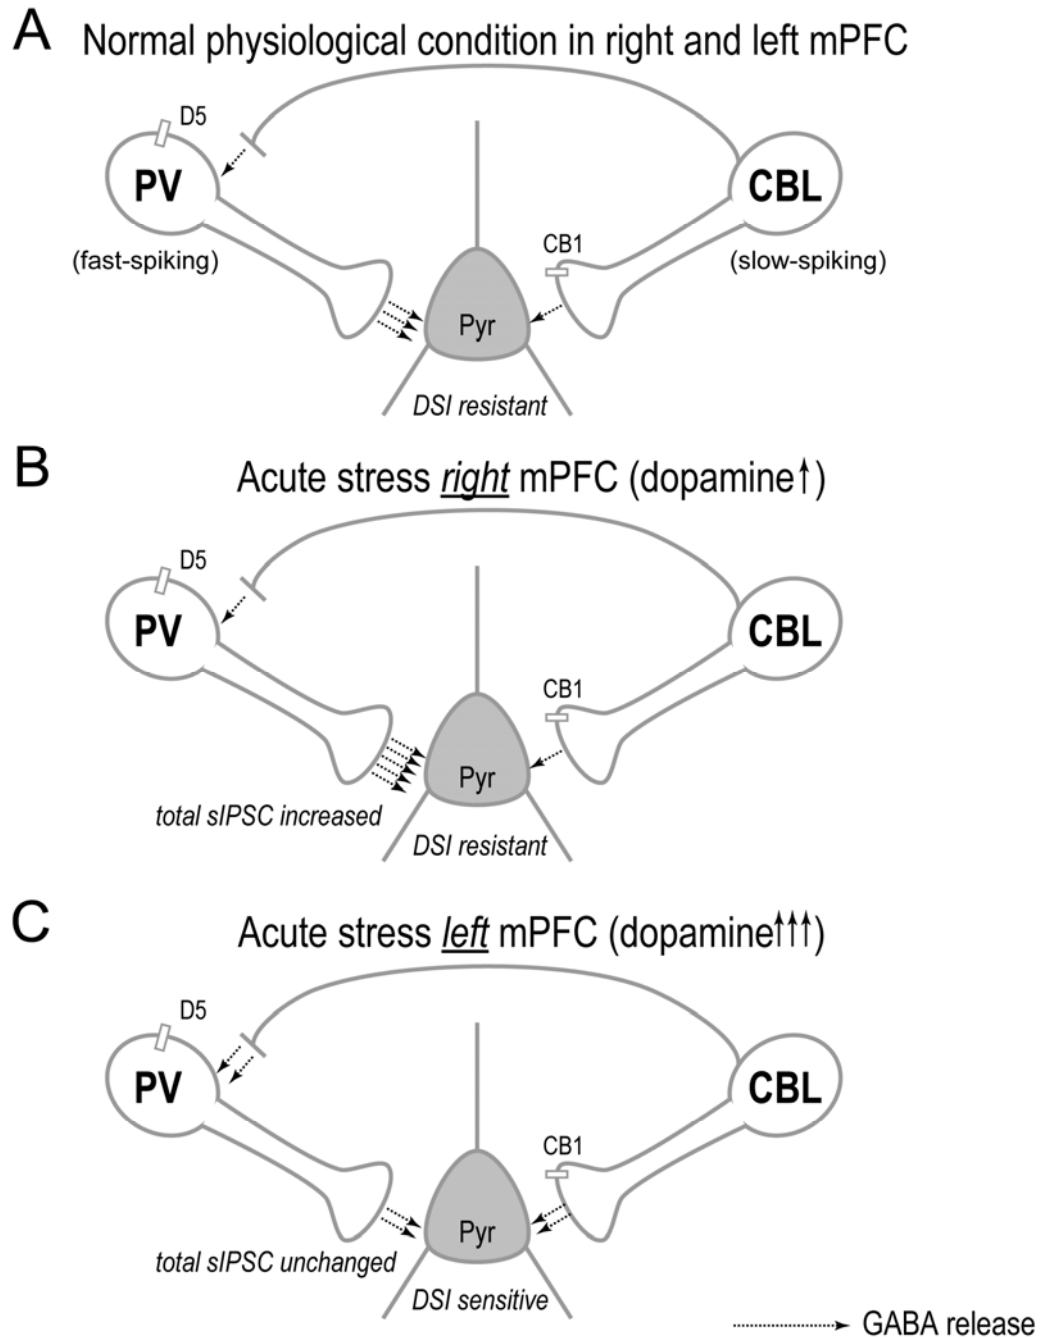 A
Normal physiological condition in right and left mPFC
D5
PV
CBL
(fast-spiking)
CB1
(slow-spiking)
Pyr
DSI resistant
B
Acute stress right mPFC (dopamine↑)
D5
PV
CBL
CB1
Pyr
total sIPSC increased
DSI resistant
C
Acute stress left mPFC (dopamine↑↑↑)
D5
PV
CBL
CB1
Pyr
total sIPSC unchanged
DSI sensitive
GABA release